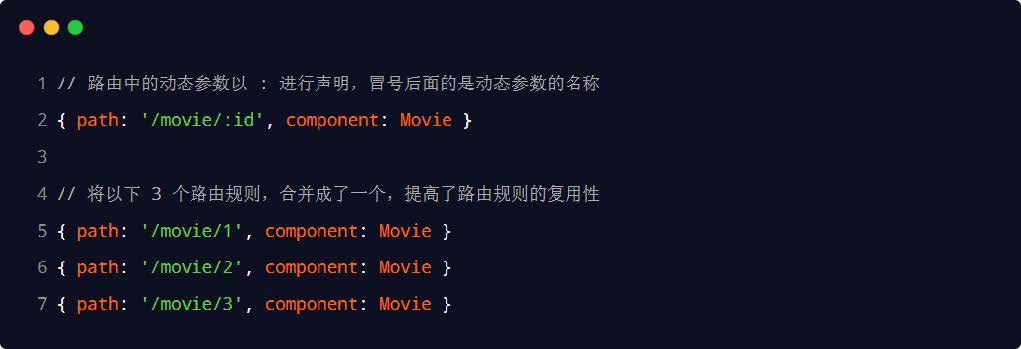 1 // 路由中的动态参数以 : 进行声明，冒号后面的是动态参数的名称
2 { path: '/movie/:id', component: Movie }
3
4 // 将以下 3 个路由规则，合并成了一个，提高了路由规则的复用性
5 { path: '/movie/1', component: Movie }
6 { path: '/movie/2', component: Movie }
7 { path: '/movie/3', component: Movie }